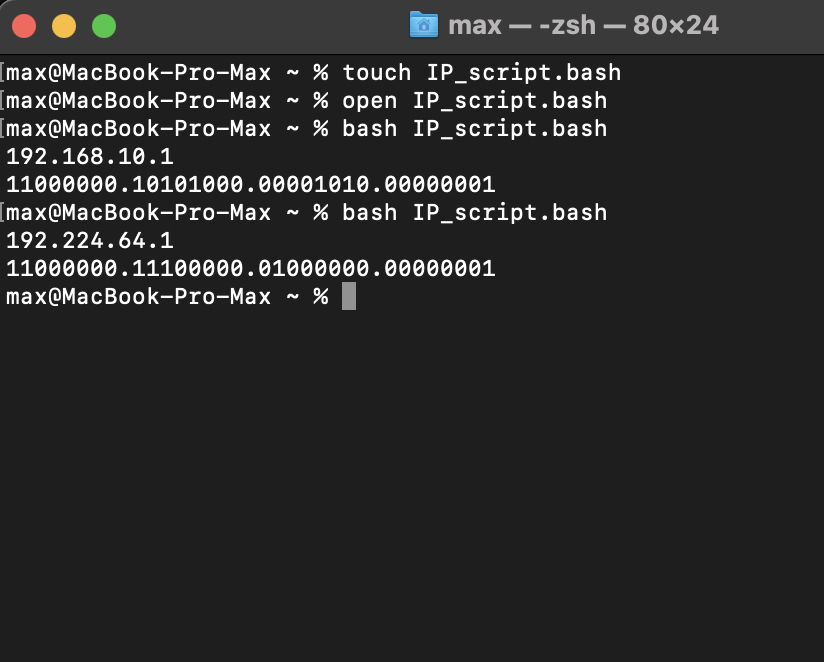 max — -zsh — 80×24
[max@MacBook-Pro-Max ~ % touch IP_script.bash
[max@MacBook-Pro-Max ~ % open IP_script.bash
[max@MacBook-Pro-Max ~ % bash IP_script.bash
192.168.10.1
11000000.10101000.00001010.00000001
[max@MacBook-Pro-Max ~ % bash IP_script.bash
192.224.64.1
11000000.11100000.01000000.00000001
max@MacBook-Pro-Max ~ %